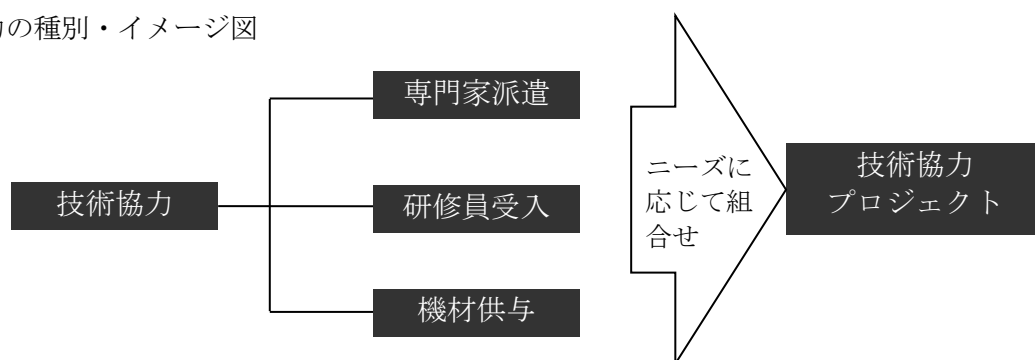 の種別・イメージ図
専門家派遣
技術協力
研修員受入
機材供与
ニーズに
応じて組
合せ
技術協力
プロジェクト